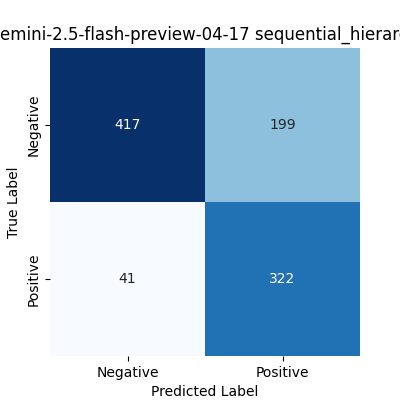 emini-2.5-flash-preview-04-17 sequential_hierar
Negative
417
199
True Label
Positive
41
322
Negative
Positive
Predicted Label